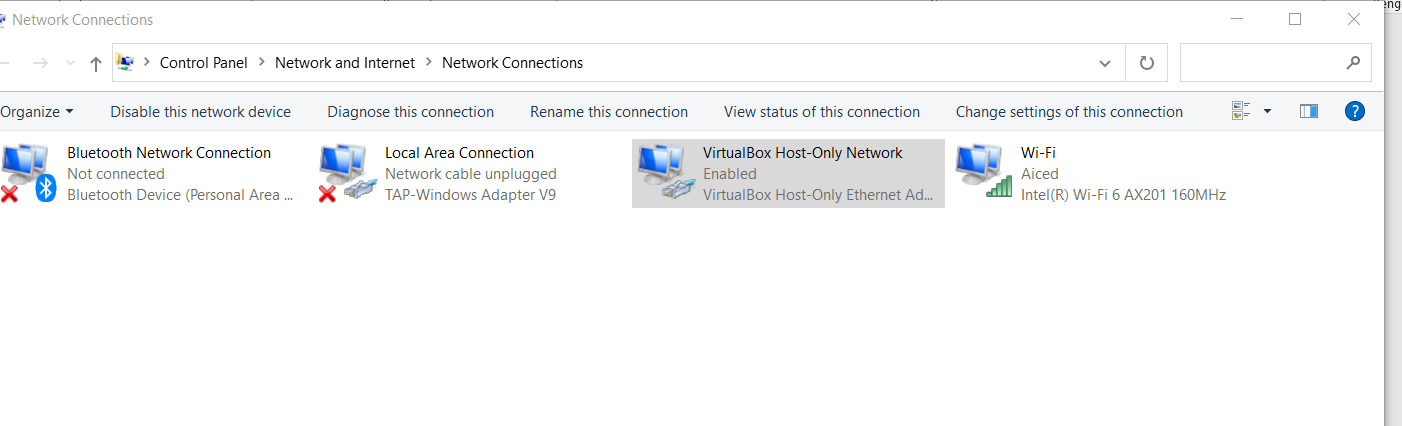 Network Connections
Control Panel > Network and Internet > Network Connections
Organize Disable this network device Diagnose this connection Rename this connection View status of this connection Change settings of this connection
Bluetooth Network Connection
Not connected
Bluetooth Device (Personal Area ...
Local Area Connection
Network cable unplugged
TAP-Windows Adapter V9
VirtualBox Host-Only Network
Enabled
VirtualBox Host-Only Ethernet Ad...
Wi-Fi
Aiced
Intel(R) Wi-Fi 6 AX201 160MHz